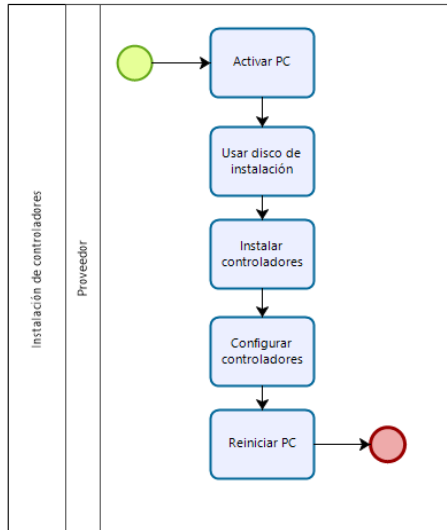 Instalación de controladores
Proveedor
Activar PC
Usar disco de
instalación
Instalar
controladores
Configurar
controladores
Reiniciar PC